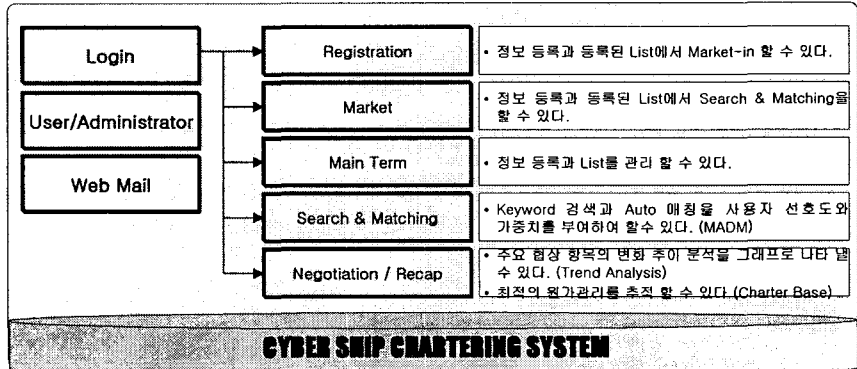 Login
User/Administrator
Web Mail
Registration
• 정보 등록과 등록된 List에서 Market-in 할 수 있다.
Market
• 정보 등록과 등록된 List에서 Search & Matching을
할 수 있다.
Main Term
• 정보 등록과 List를 관리 할 수 있다.
Search & Matching
• Keyword 검색과 Auto 매칭을 사용자 선호도와
가중치를 부여하여 할수 있다. (MADM)
Negotiation / Recap
• 주요 협상 항목의 변화 추이 분석을 그래프로 나타 낼
수 있다. (Trend Analysis)
• 최적의 원가관리를 추적 할 수 있다 (Charter Base)
CYBER SHIP CHARTERING SYSTEM